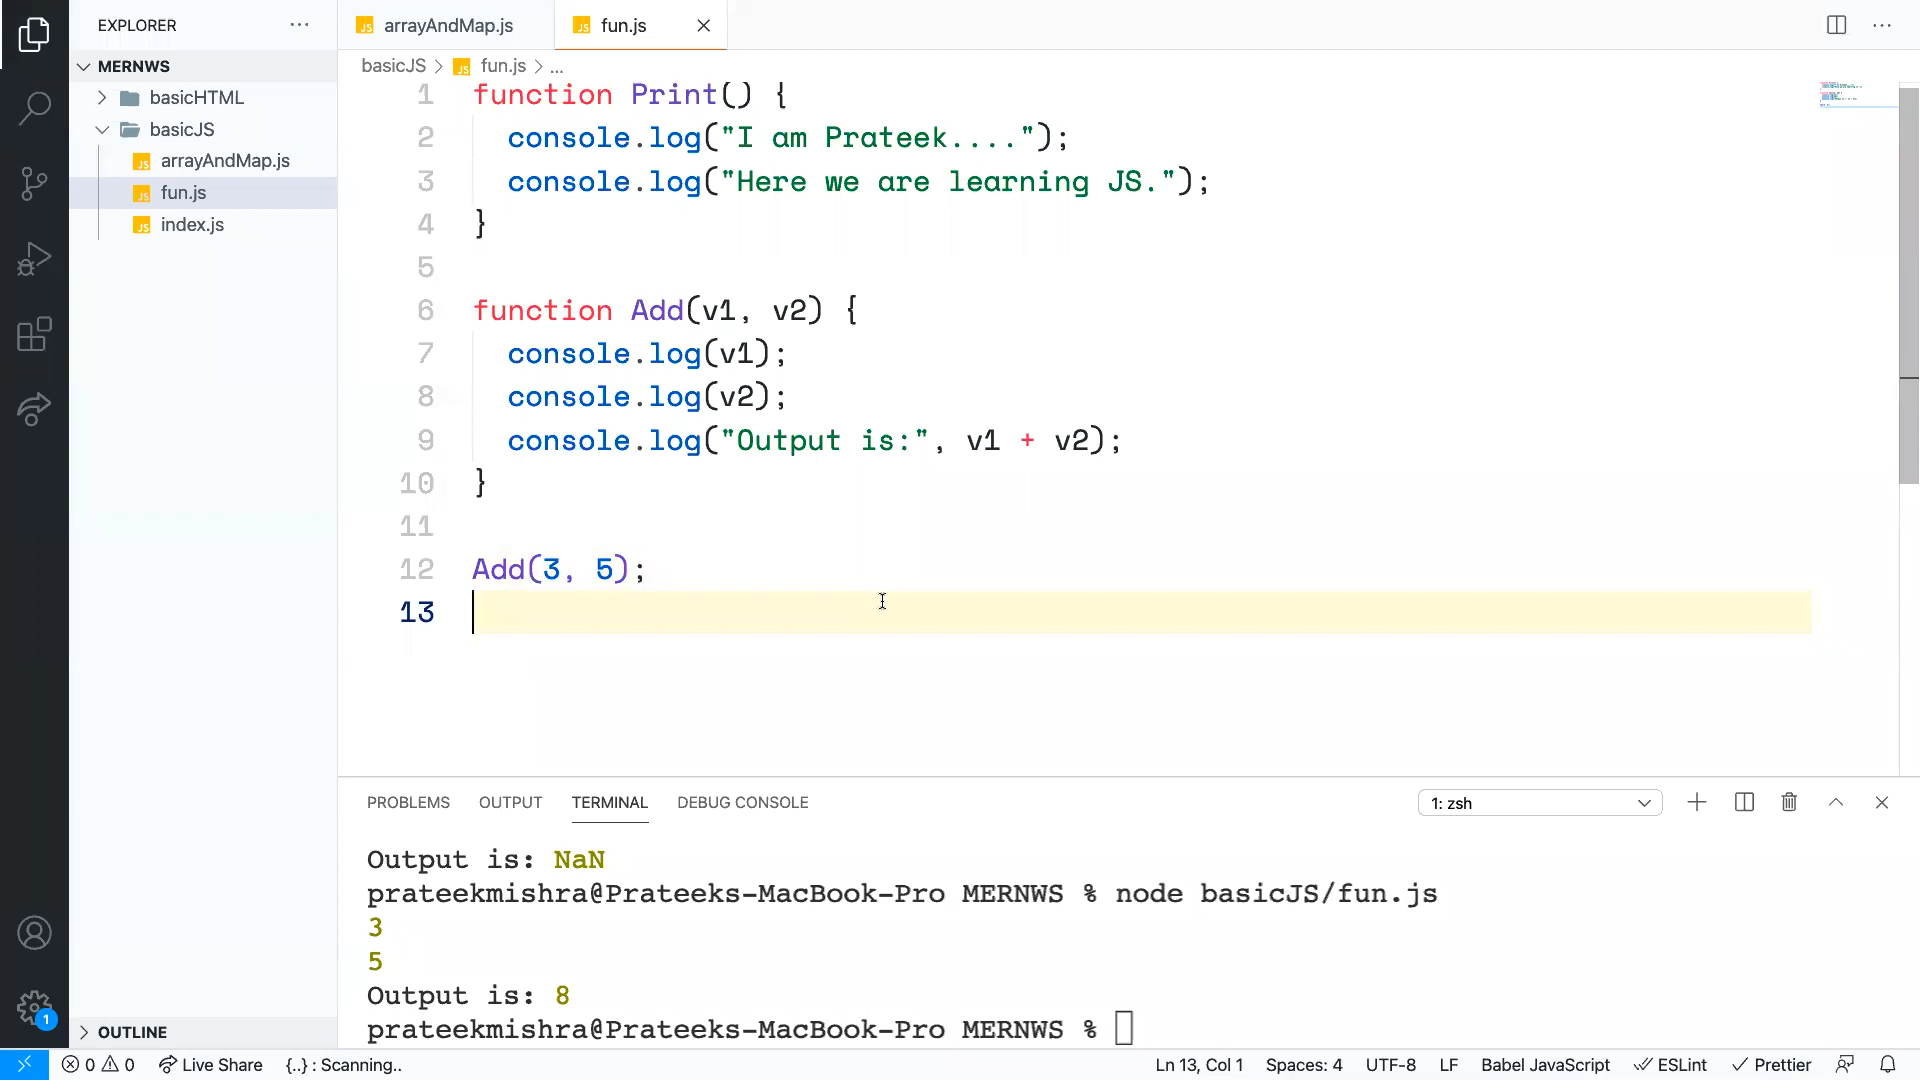 EXPLORER
arrayAndMap.js
fun.js
MERNWS
basicHTML
basicJS
arrayAndMap.js
fun.js
index.js
OUTLINE
basicJS > fun.js > ...
1 function Print() {
2 console.log("I am Prateek....");
3 console.log("Here we are learning JS.");
4 }
5
6 function Add(v1, v2) {
7 console.log(v1);
8 console.log(v2);
9 console.log("Output is:", v1 + v2);
10 }
11
12 Add(3, 5);
13
PROBLEMS OUTPUT TERMINAL DEBUG CONSOLE 1: zsh
Output is: NaN
prateekmishra@Prateeks-MacBook-Pro MERNWS % node basicJS/fun.js
3
5
Output is: 8
prateekmishra@Prateeks-MacBook-Pro MERNWS %
1
0 0 Live Share {..} : Scanning.. Ln 13, Col 1 Spaces: 4 UTF-8 LF Babel JavaScript ESLint Prettier